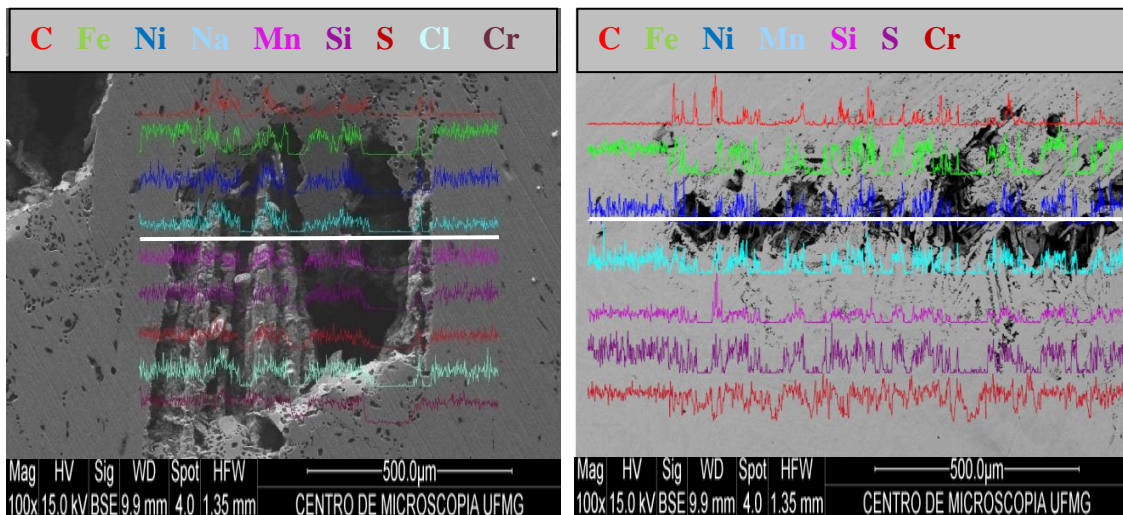 C Fe Ni Na Mn Si S Cl Cr
Mag HV Sig WD Spot HFW 500.0µm
100x 15.0 kV BSE 9.9 mm 4.0 1.35 mm CENTRO DE MICROSCOPIA UFMG
C Fe Ni Mn Si S Cr
Mag HV Sig WD Spot HFW 500.0µm
100x 15.0 kV BSE 9.9 mm 4.0 1.35 mm CENTRO DE MICROSCOPIA UFMG